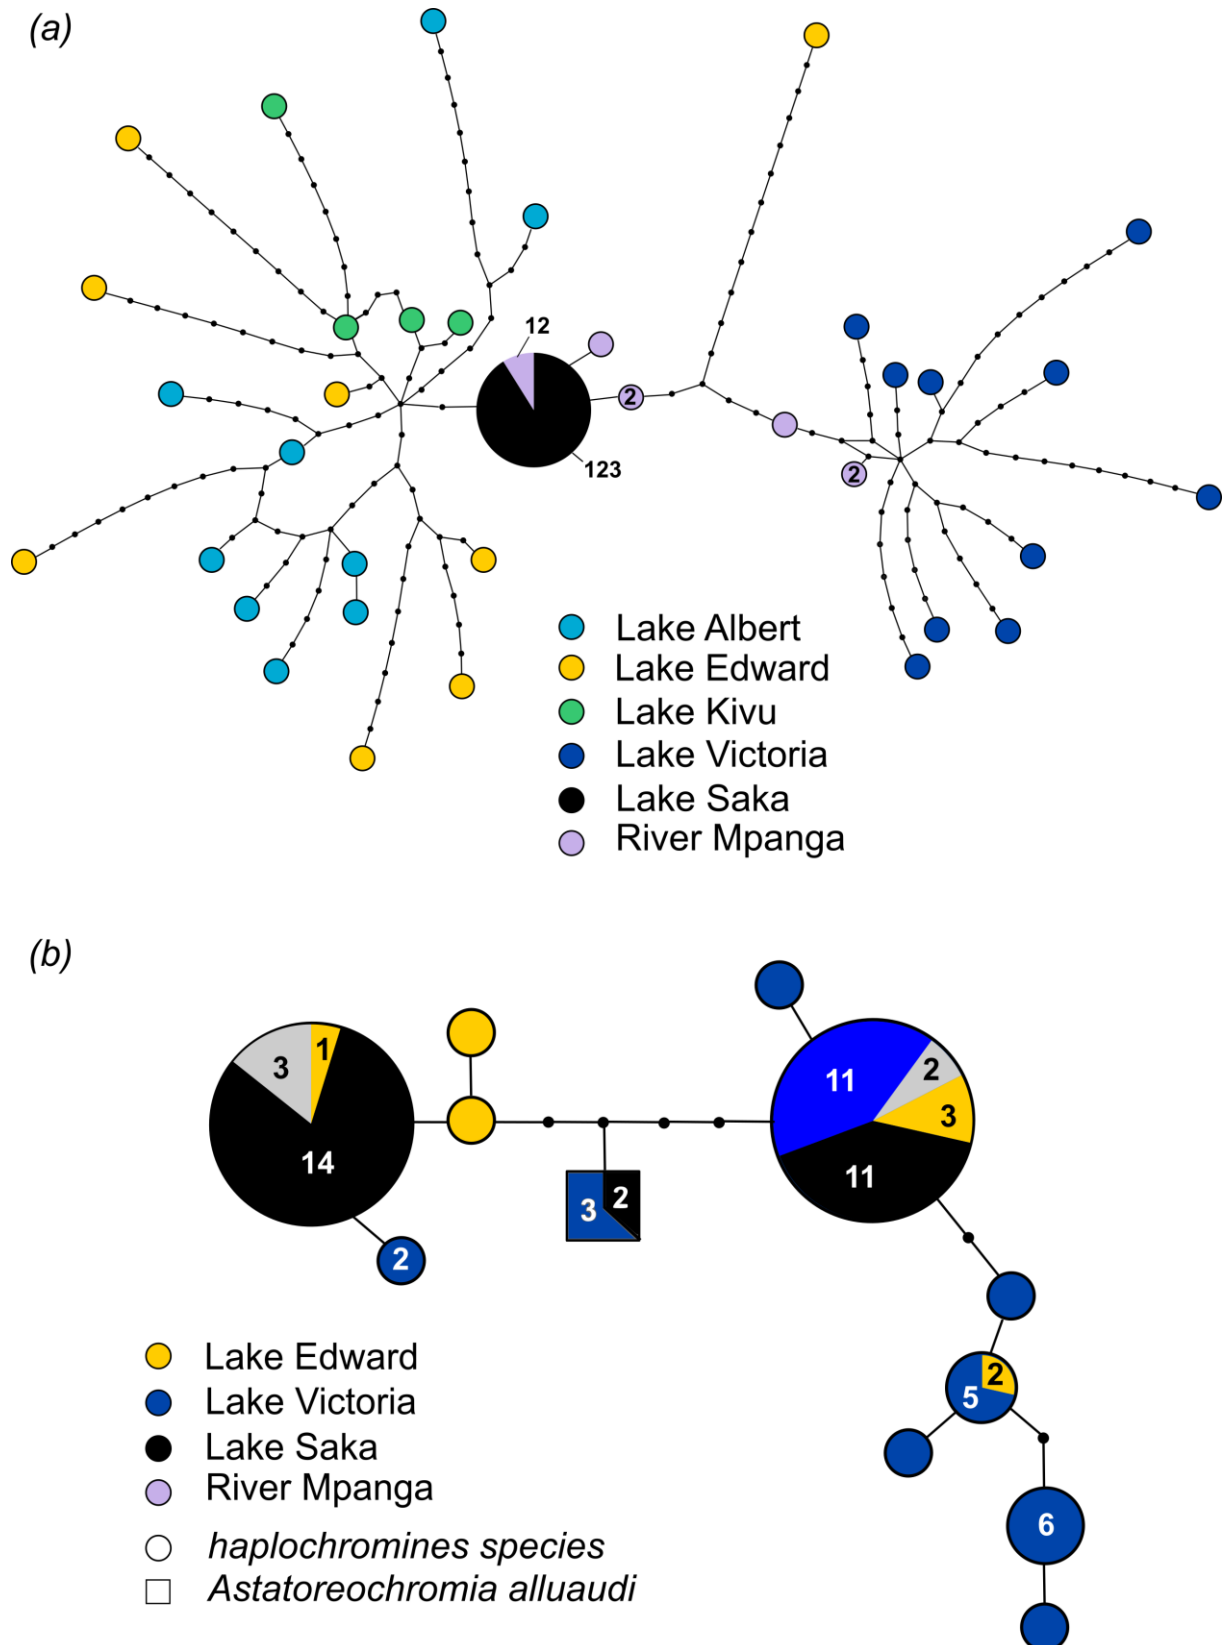 (a)
12
2
2
123
Lake Albert
Lake Edward
Lake Kivu
Lake Victoria
Lake Saka
River Mpanga
(b)
3
1
14
2
3
2
11
2
3
11
2
5
6
Lake Edward
Lake Victoria
Lake Saka
River Mpanga
haplochromines species
Astatoreochromia alluaudi